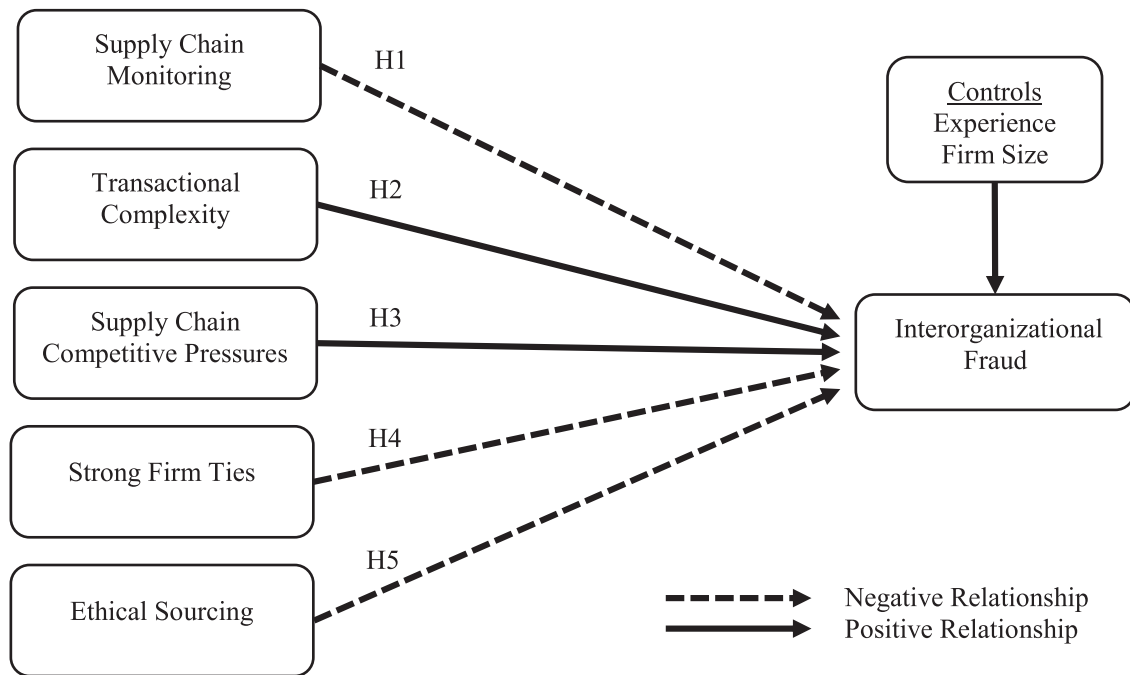 Supply Chain
Monitoring
H1
Controls
Experience
Firm Size
Transactional
Complexity
H2
Supply Chain
Competitive Pressures
H3
Interorganizational
Fraud
Strong Firm Ties
H4
Ethical Sourcing
H5
Negative Relationship
Positive Relationship